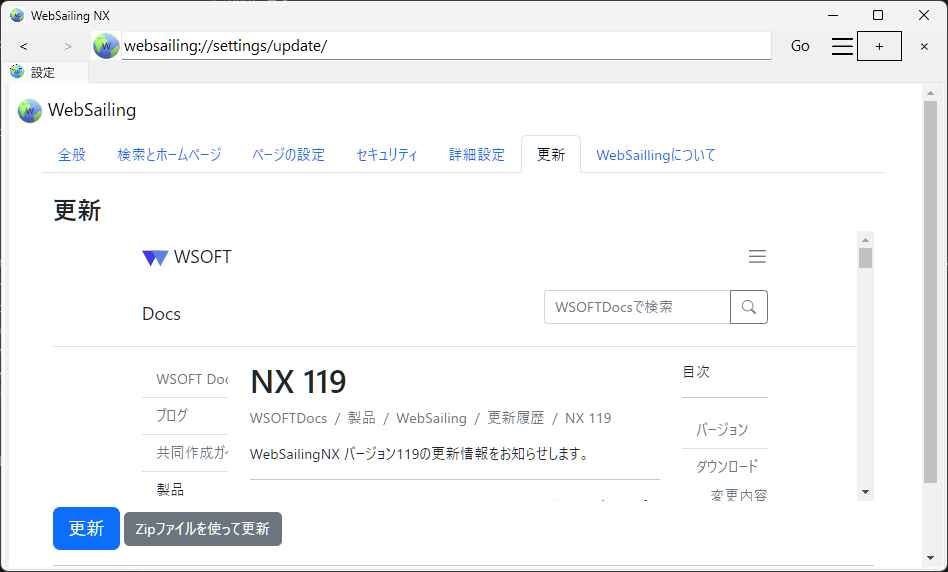 WebSailing NX
< > websailing://settings/update/ Go + ×
設定
WebSailing
全般 検索とホームページ ページの設定 セキュリティ 詳細設定 更新 WebSaillingについて
更新
WSOFT
Docs WSOFTDocsで検索
WSOFT Doc
ブログ
共同作成ガイ
製品
NX 119
WSOFTDocs / 製品 / WebSailing / 更新履歴 / NX 119
WebSailingNX バージョン119の更新情報をお知らせします。
目次
バージョン
ダウンロード
変更内容
更新 Zipファイルを使って更新